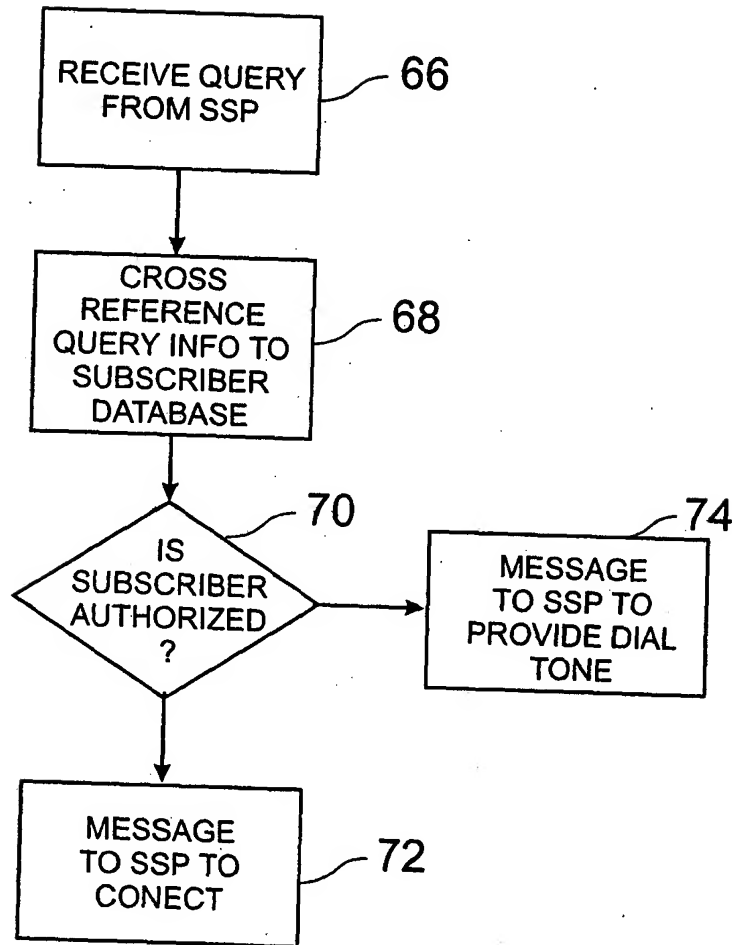 RECEIVE QUERY
FROM SSP
66
CROSS
REFERENCE
QUERY INFO TO
SUBSCRIBER
DATABASE
68
70
IS
SUBSCRIBER
AUTHORIZED
?
74
MESSAGE
TO SSP TO
PROVIDE DIAL
TONE
MESSAGE
TO SSP TO
CONECT
72